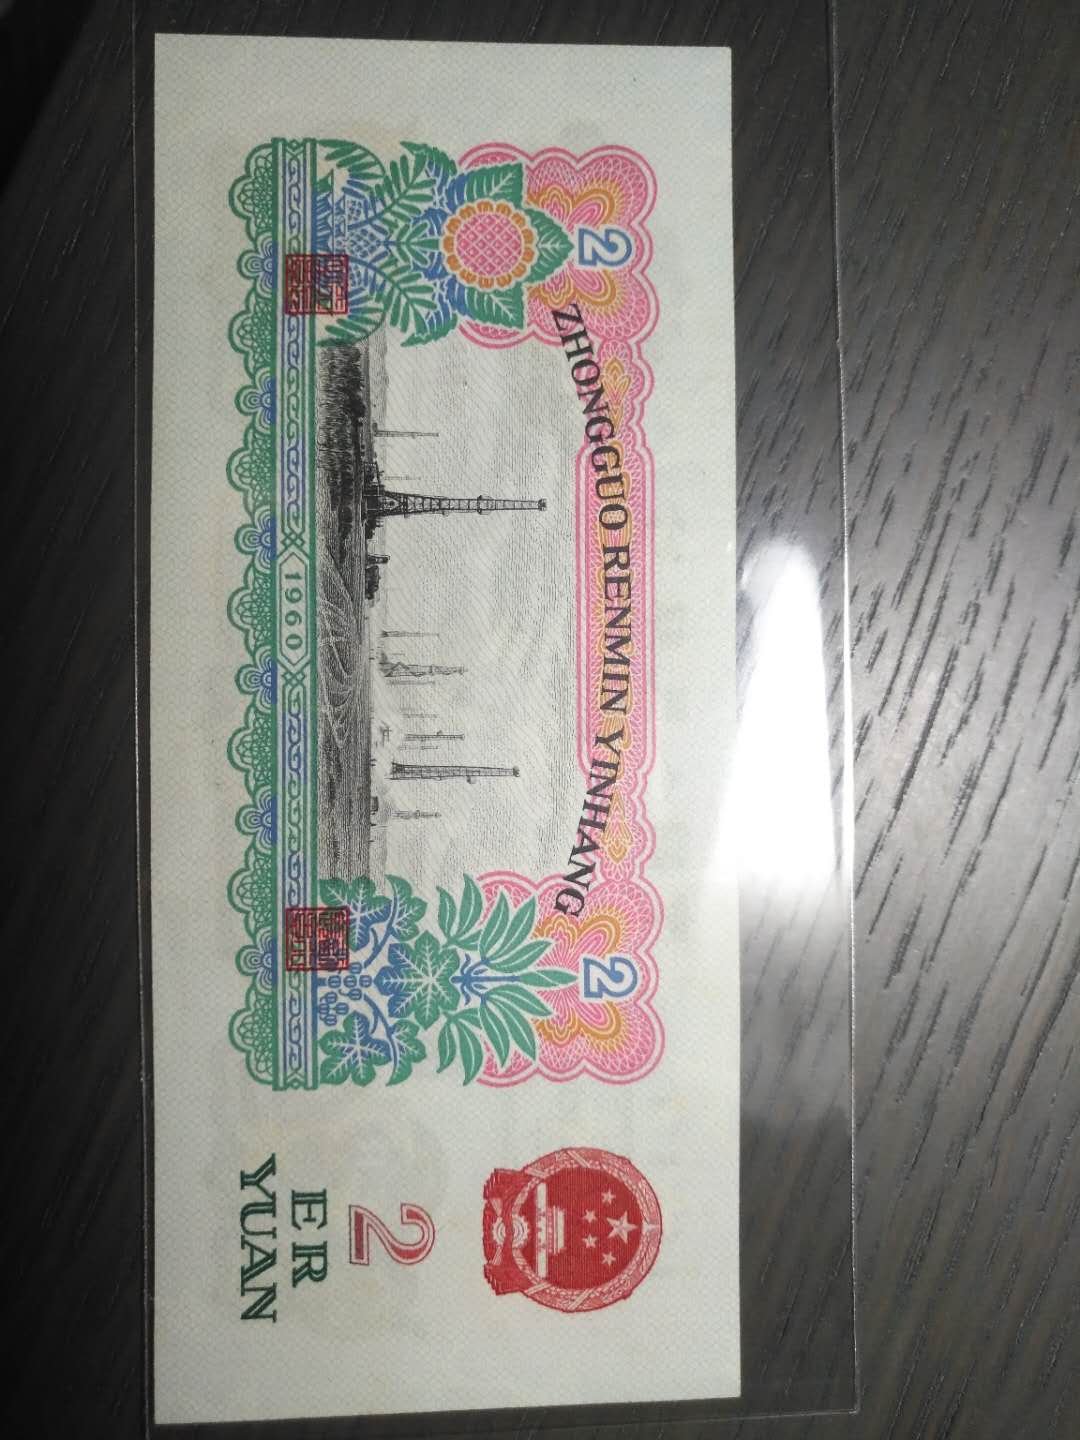 ZHONGGUO RENMIN YINHANG
2
2
1960
2
ER
YUAN